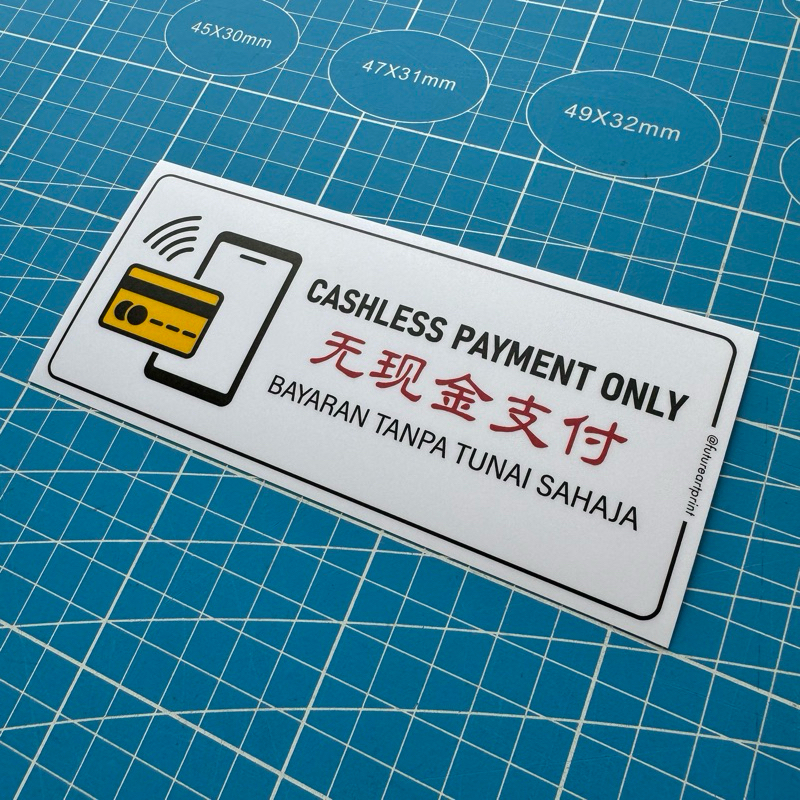 45X30mm
47X31mm
49X32mm
CASHLESS PAYMENT ONLY
无现金支付
BAYARAN TANPA TUNAI SAHAJA
@futureartprint